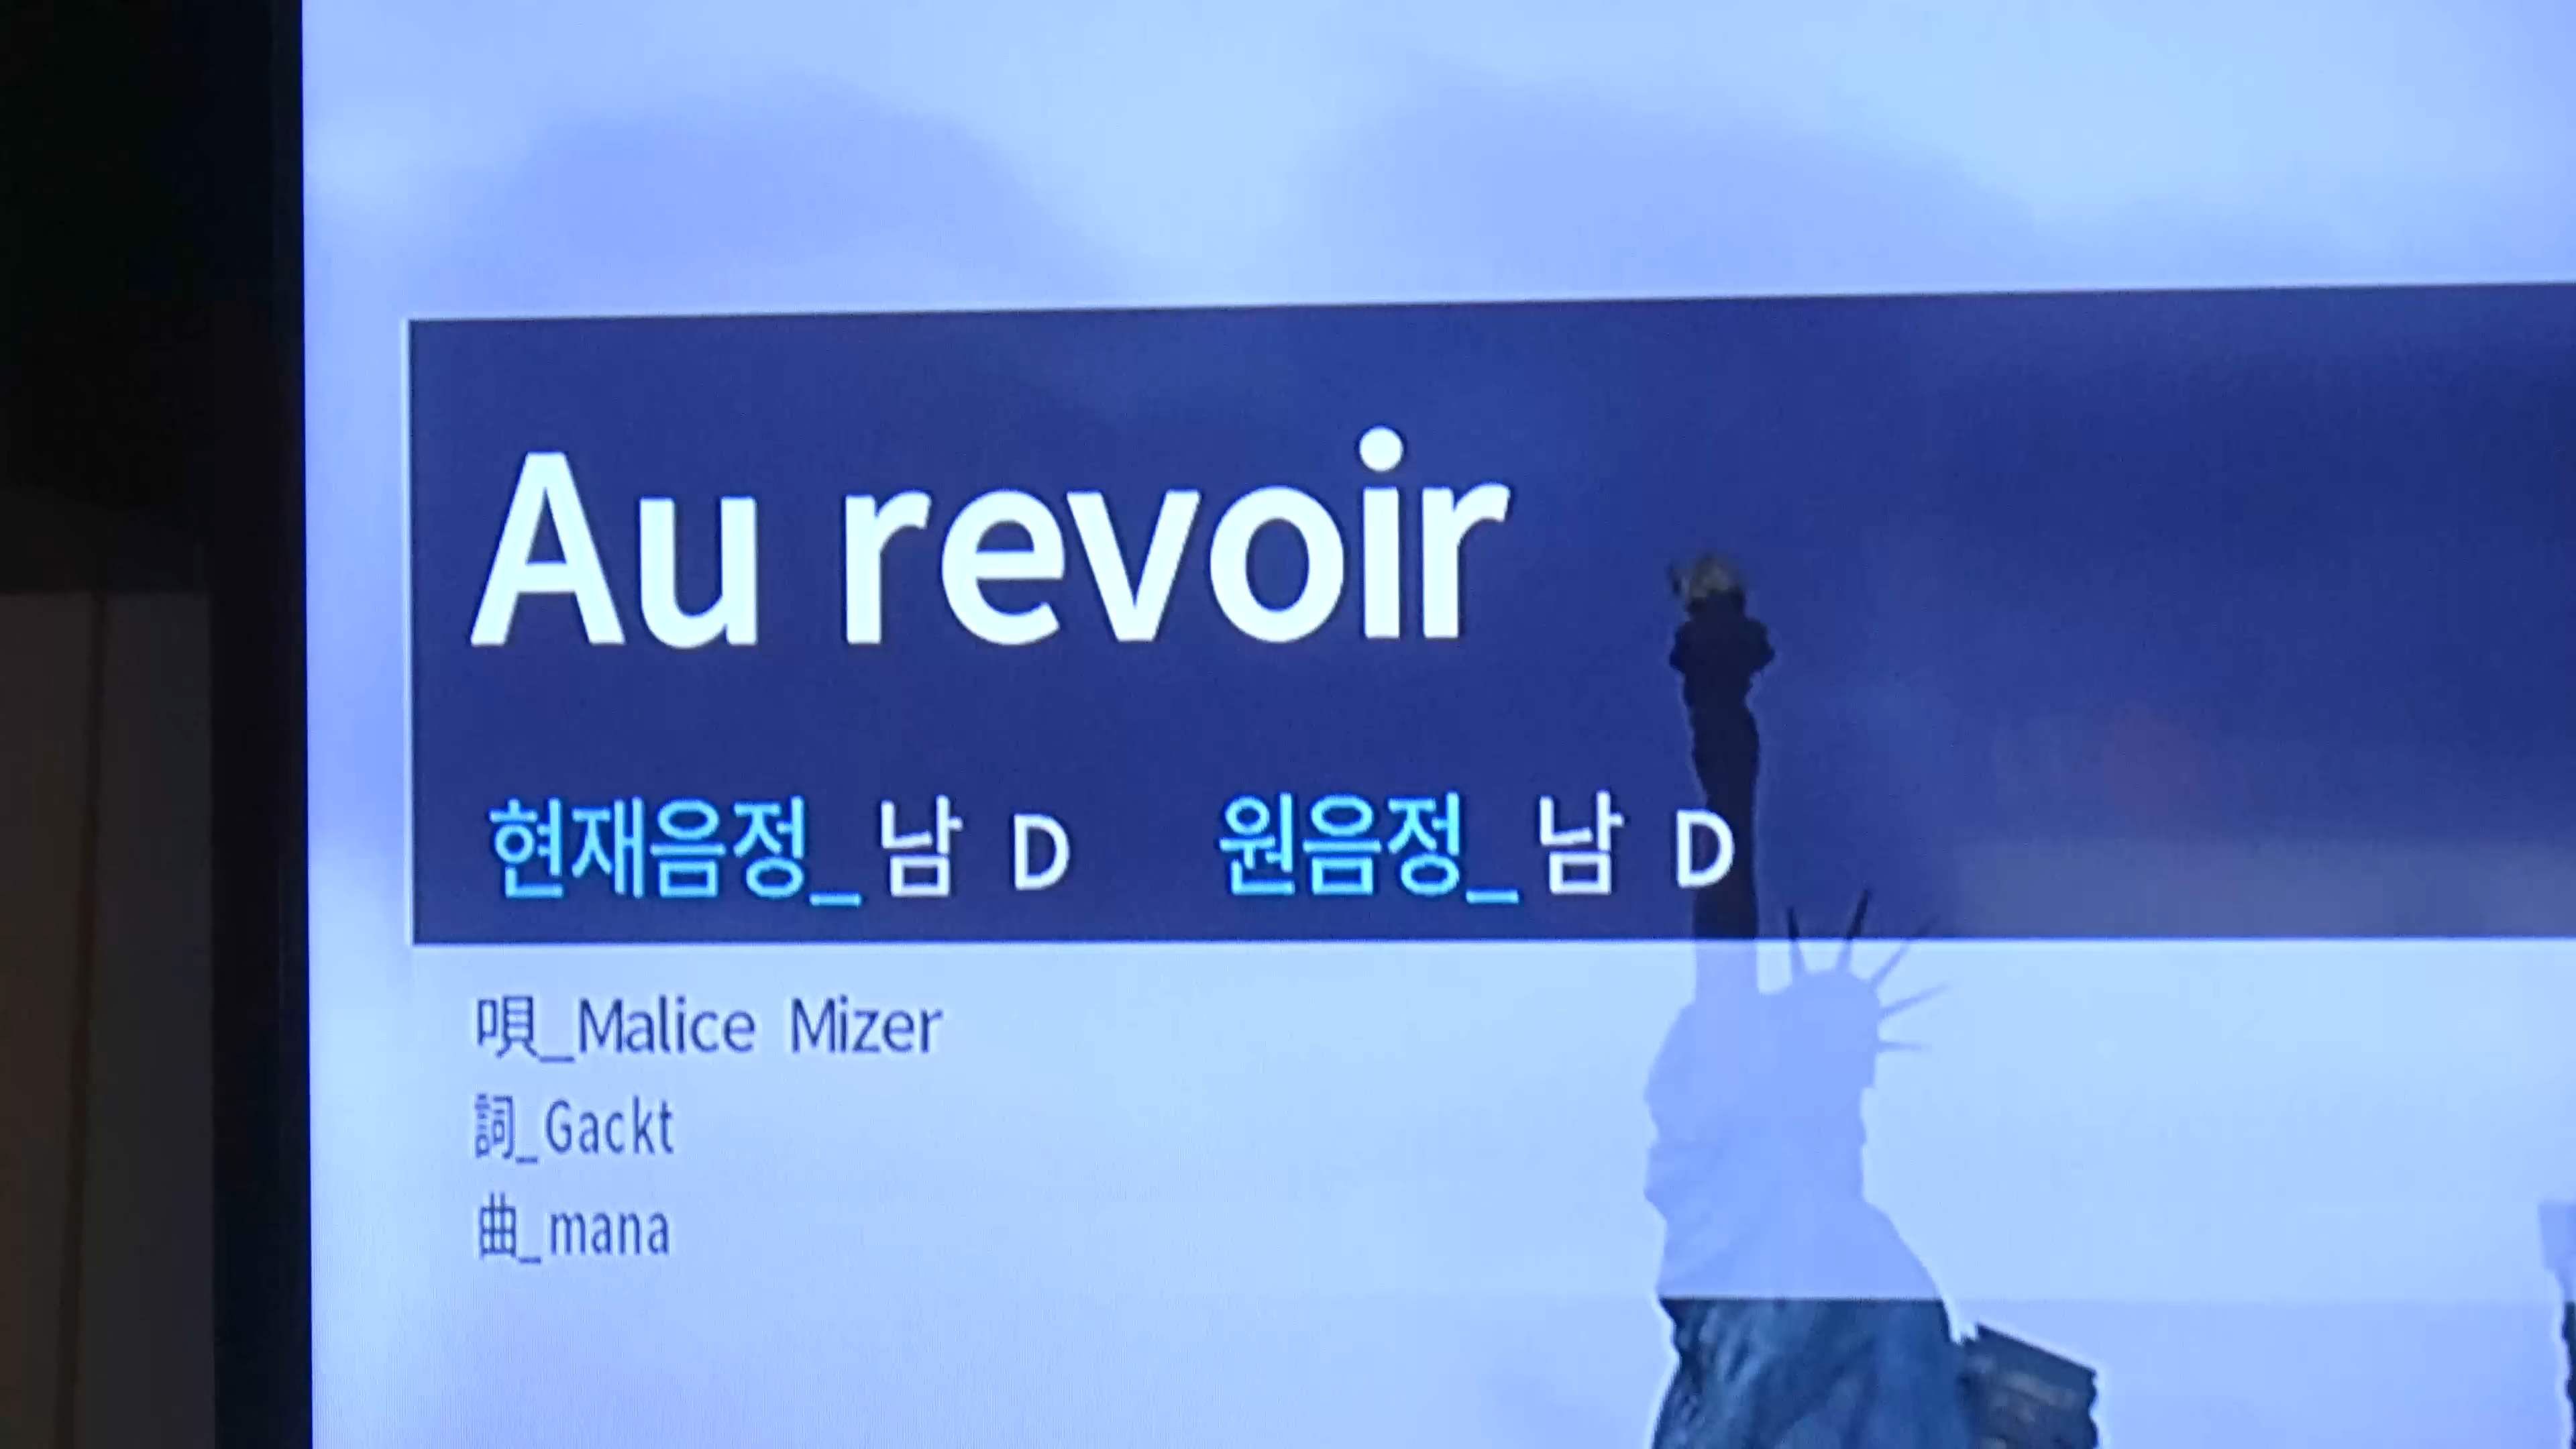 Au revoir
현재음정_ 남 D 원음정_ 남 D
唄_Malice Mizer
詞_Gackt
曲_mana